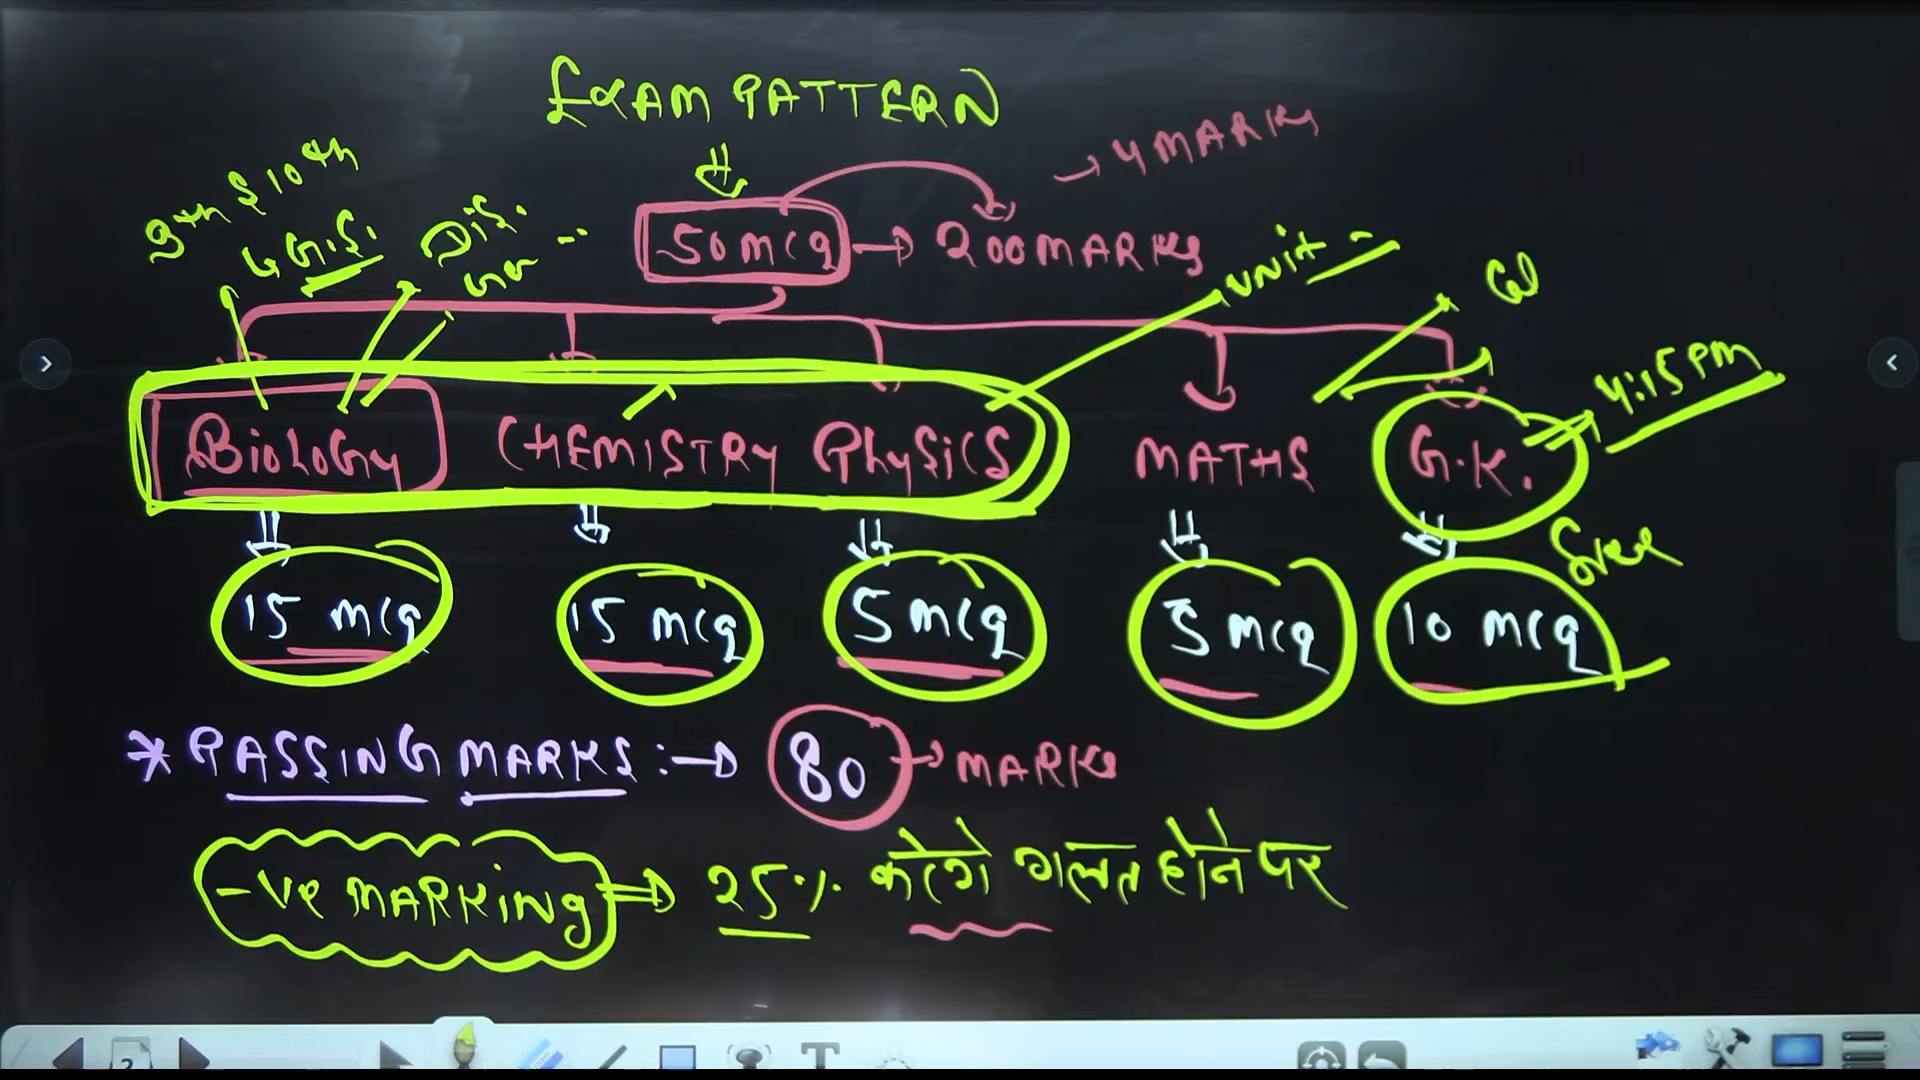 EXAM PATTERN
→ 4 MARKS
9th & 10th
↳ G.S.
Dis.
50 mcq → 200 MARKS
UNIT
4:15 PM
Biology CHEMISTRY Physics MATHS G.K.
15 mcq 15 mcq 5 mcq 5 mcq 10 mcq
* PASSING MARKS :→ 80 → MARKS
-ve MARKING ⇒ 25% कटेगे गलत होने पर
2
T